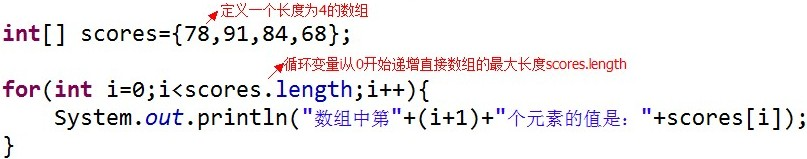 定义一个长度为4的数组
int[] scores={78,91,84,68};
循环变量i从0开始递增直接数组的最大长度scores.length
for(int i=0;i<scores.length;i++){
System.out.println("数组中第"+(i+1)+"个元素的值是："+scores[i]);
}